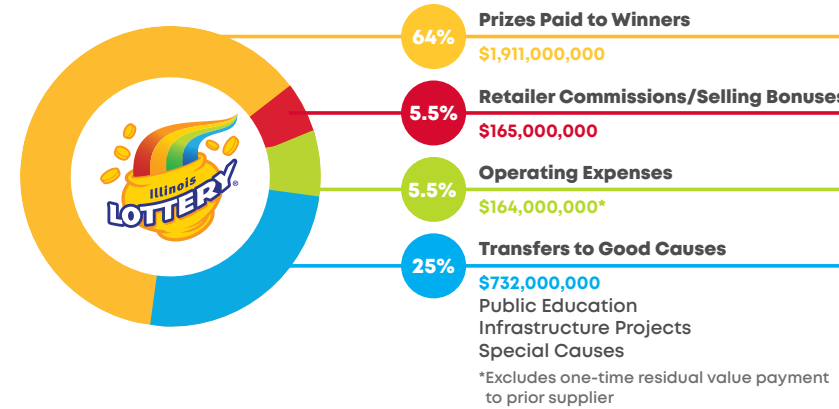 Illinois
LOTTERY®
64%
Prizes Paid to Winners
$1,911,000,000
5.5%
Retailer Commissions/Selling Bonuses
$165,000,000
5.5%
Operating Expenses
$164,000,000*
25%
Transfers to Good Causes
$732,000,000
Public Education
Infrastructure Projects
Special Causes
*Excludes one-time residual value payment
to prior supplier